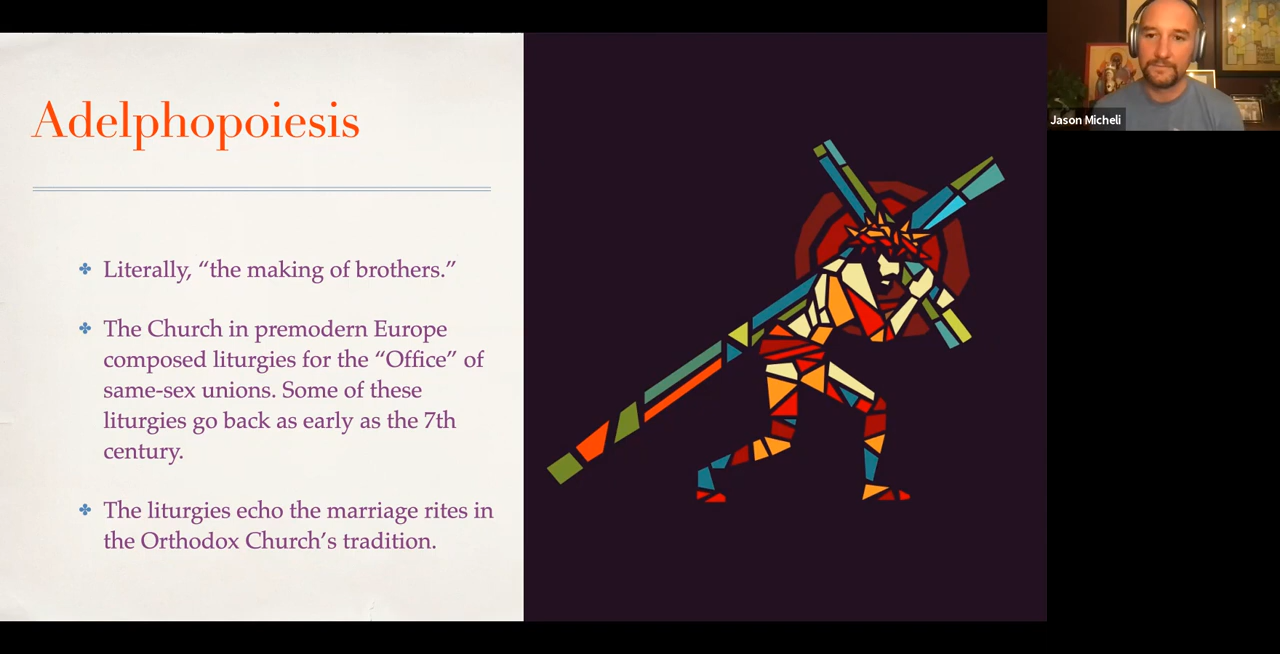 Adelphopoiesis
Literally, “the making of brothers.”
The Church in premodern Europe
composed liturgies for the “Office” of
same-sex unions. Some of these
liturgies go back as early as the 7th
century.
The liturgies echo the marriage rites in
the Orthodox Church’s tradition.
Jason Micheli